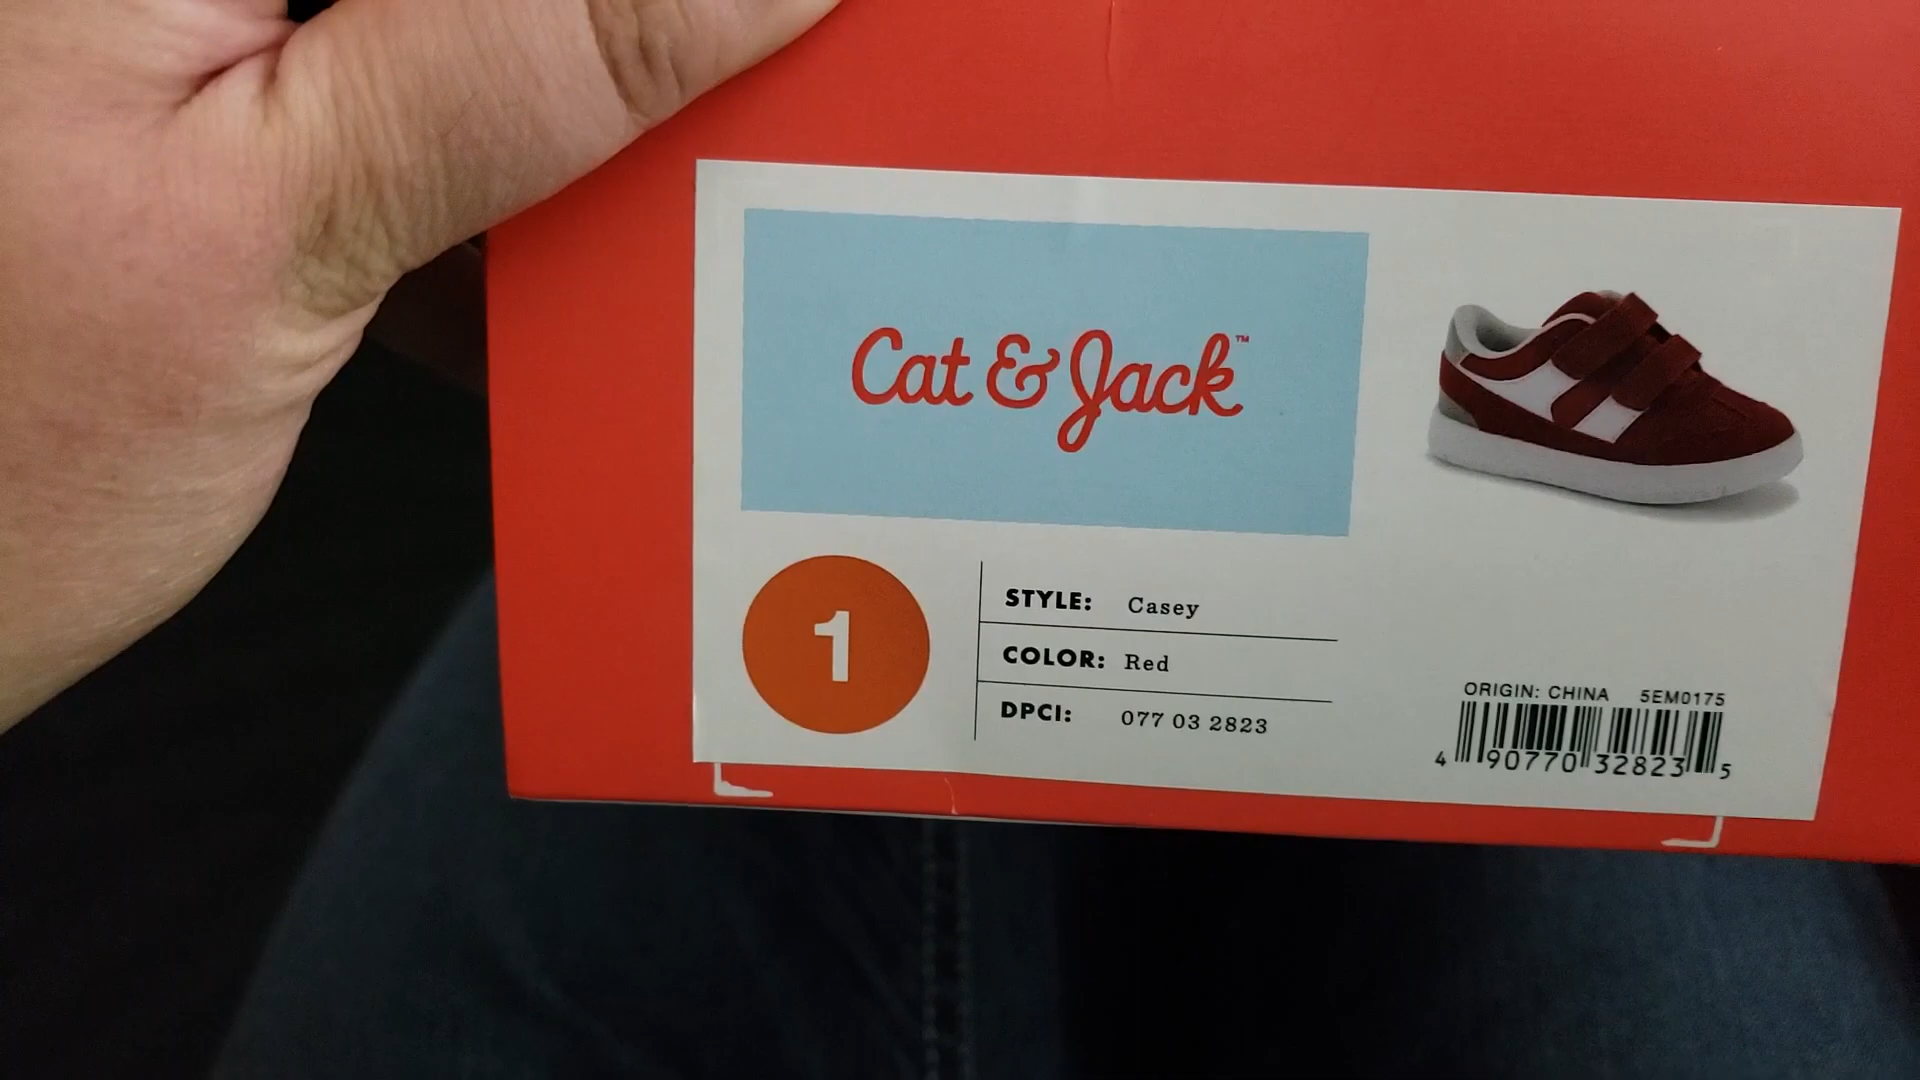 Cat & Jack™
1
STYLE: Casey
COLOR: Red
DPCI: 077 03 2823
ORIGIN: CHINA 5EM0175
4 90770 32823 5